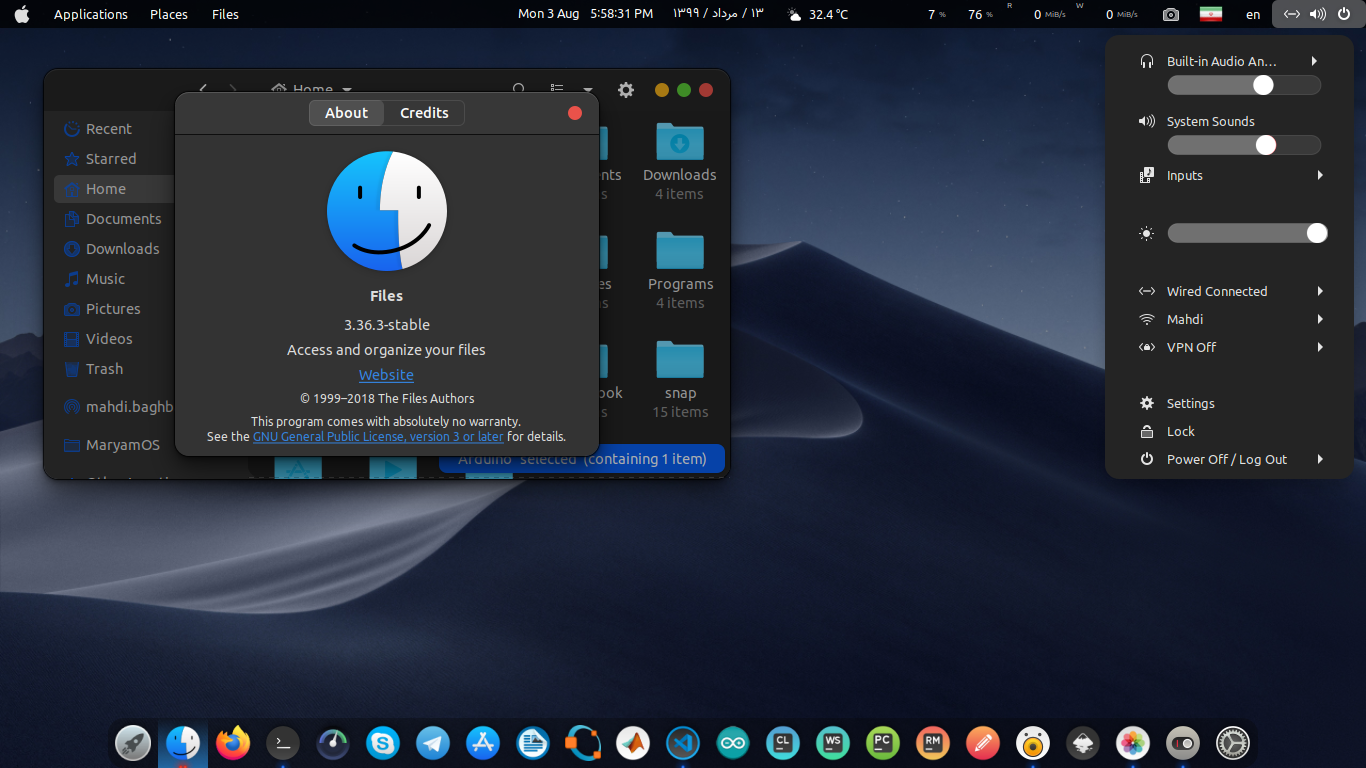 Applications Places Files Mon 3 Aug 5:58:31 PM ۱۳ / مرداد / ۱۳۹۹ 32.4 °C 7 % 76 % R 0 MiB/s W 0 MiB/s en
Home
Recent
Starred
Home
Documents
Downloads
Music
Pictures
Videos
Trash
mahdi.baghb
MaryamOS
About Credits
Files
3.36.3-stable
Access and organize your files
Website
© 1999–2018 The Files Authors
This program comes with absolutely no warranty.
See the GNU General Public License, version 3 or later for details.
Downloads
4 items
Programs
4 items
snap
15 items
"Arduino" selected (containing 1 item)
Built-in Audio An…
System Sounds
Inputs
Wired Connected
Mahdi
VPN Off
Settings
Lock
Power Off / Log Out
CL WS PC RM